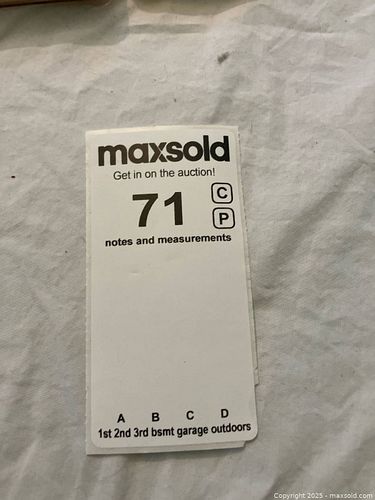 maxsold
Get in on the auction!
71 C
P
notes and measurements
A B C D
1st 2nd 3rd bsmt garage outdoors
Copyright 2025 - maxsold.com